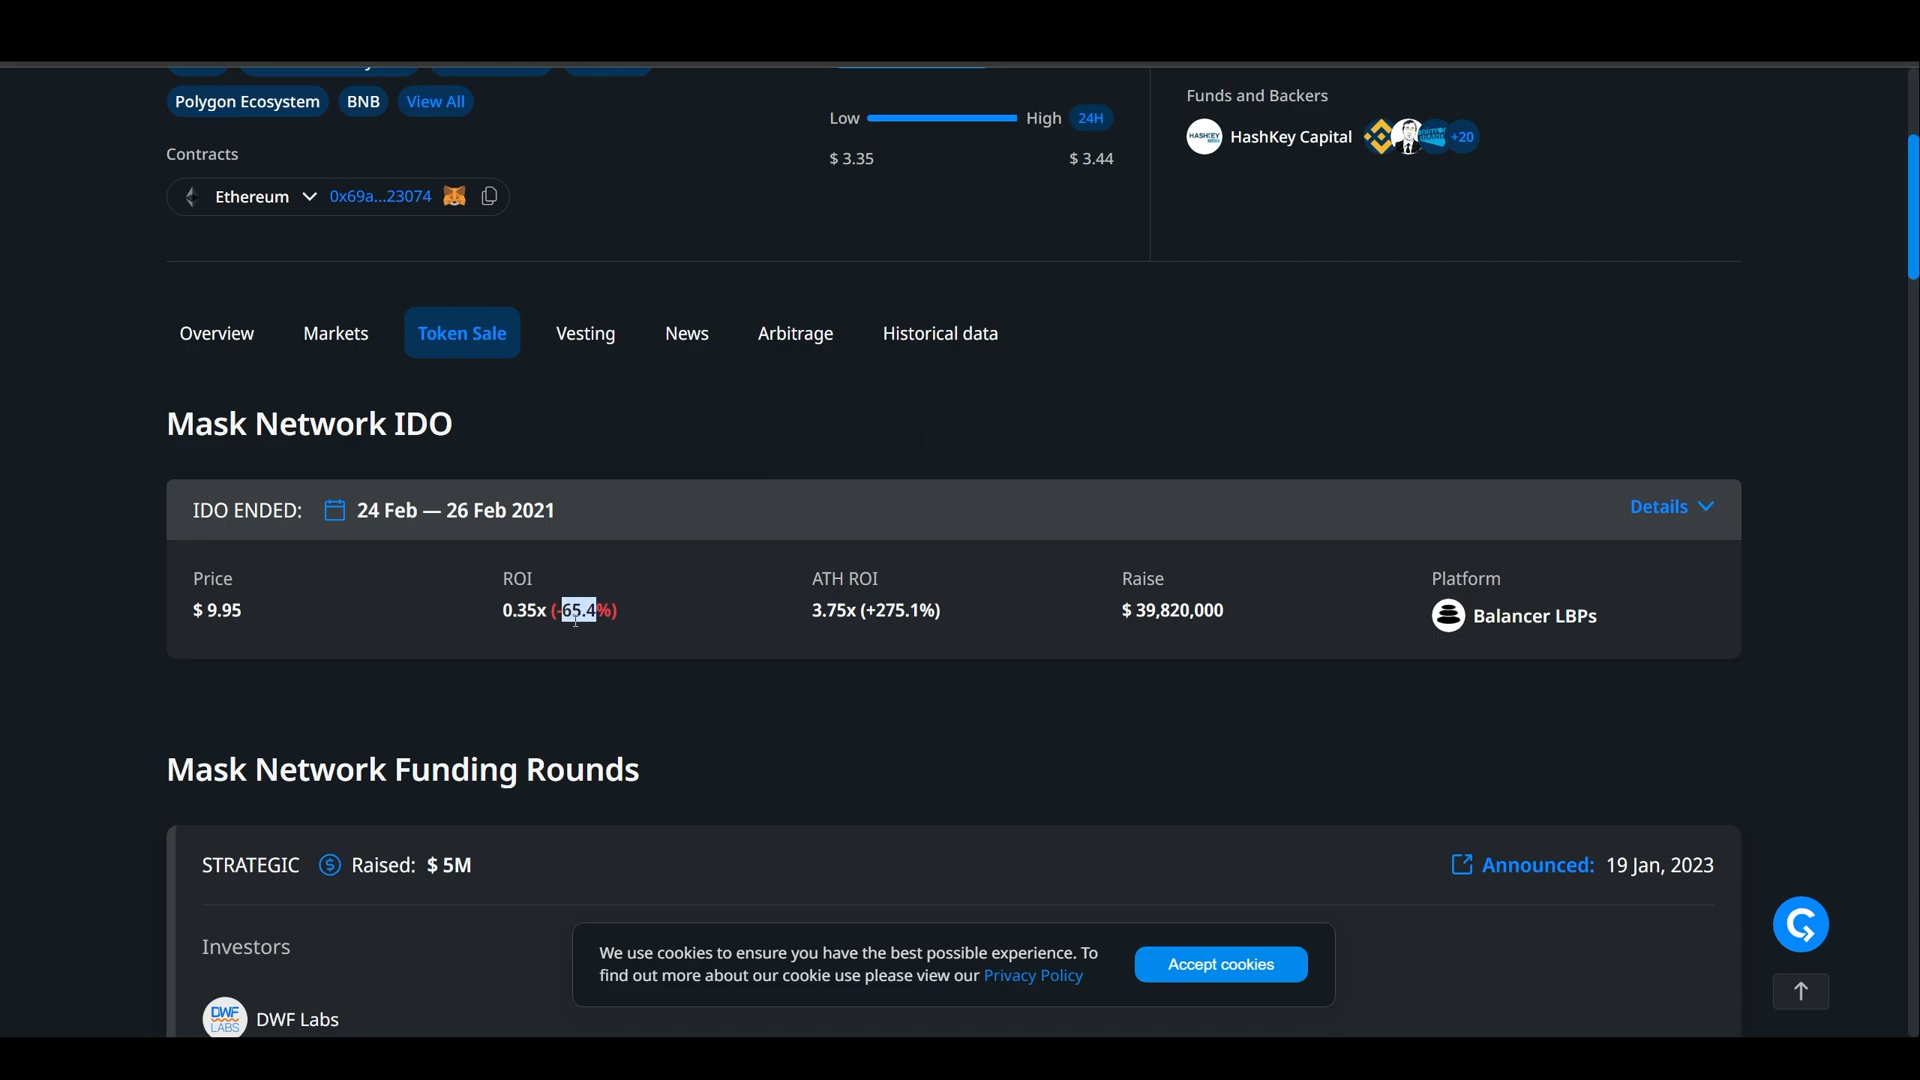 Polygon Ecosystem BNB View All
Contracts
Ethereum 0x69a...23074
Low High 24H
$ 3.35 $ 3.44
Funds and Backers
HASHKEY HashKey Capital +20
Overview Markets Token Sale Vesting News Arbitrage Historical data
Mask Network IDO
IDO ENDED: 24 Feb — 26 Feb 2021 Details
Price ROI ATH ROI Raise Platform
$ 9.95 0.35x (-65.4%) 3.75x (+275.1%) $ 39,820,000 Balancer LBPs
Mask Network Funding Rounds
STRATEGIC Raised: $ 5M Announced: 19 Jan, 2023
Investors
DWF LABS DWF Labs
We use cookies to ensure you have the best possible experience. To
find out more about our cookie use please view our Privacy Policy
Accept cookies